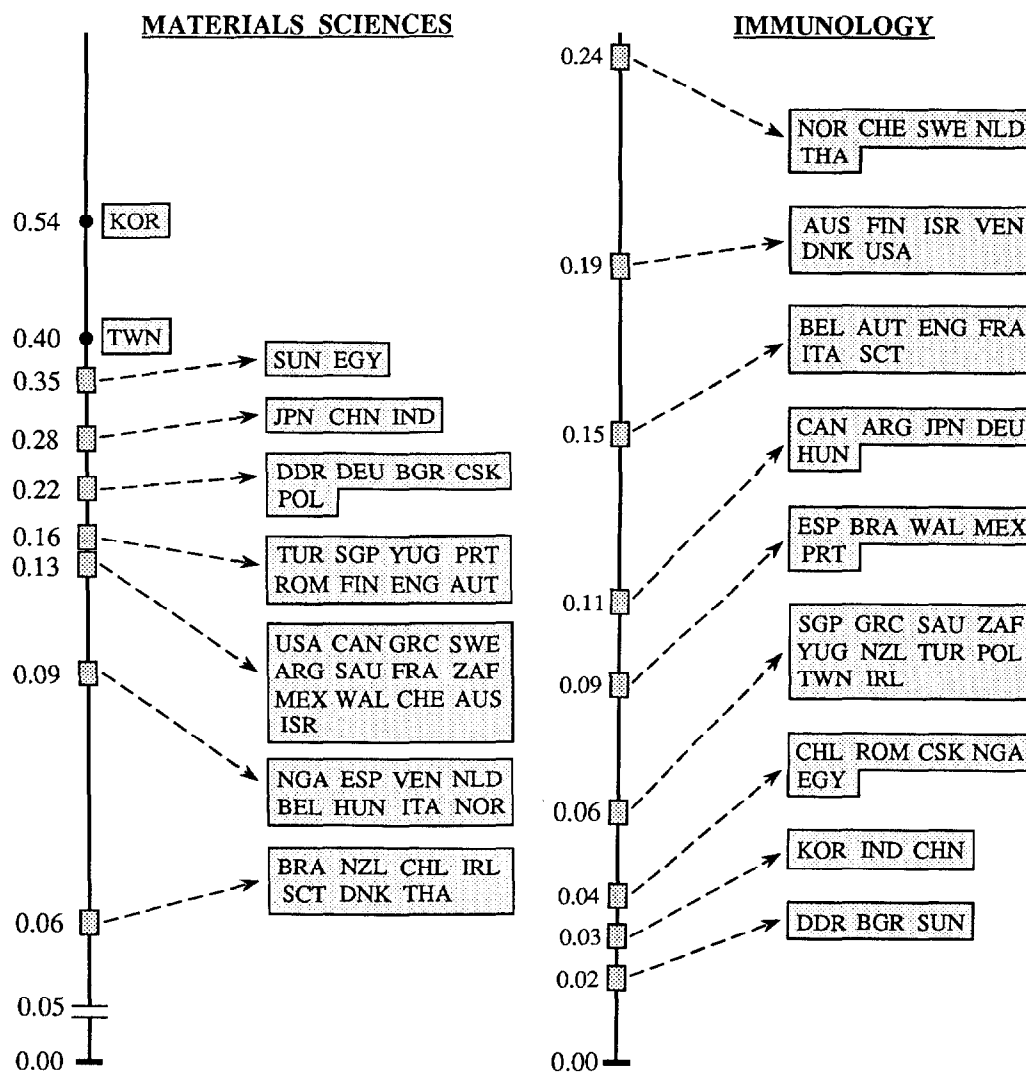 MATERIALS SCIENCES
0.54
KOR
0.40
TWN
0.35
SUN EGY
0.28
JPN CHN IND
0.22
DDR DEU BGR CSK
POL
0.16
TUR SGP YUG PRT
ROM FIN ENG AUT
0.13
USA CAN GRC SWE
ARG SAU FRA ZAF
MEX WAL CHE AUS
ISR
0.09
NGA ESP VEN NLD
BEL HUN ITA NOR
0.06
BRA NZL CHL IRL
SCT DNK THA
0.05
0.00
IMMUNOLOGY
0.24
NOR CHE SWE NLD
THA
0.19
AUS FIN ISR VEN
DNK USA
0.15
BEL AUT ENG FRA
ITA SCT
0.11
CAN ARG JPN DEU
HUN
0.09
ESP BRA WAL MEX
PRT
0.06
SGP GRC SAU ZAF
YUG NZL TUR POL
TWN IRL
0.04
CHL ROM CSK NGA
EGY
0.03
KOR IND CHN
0.02
DDR BGR SUN
0.00